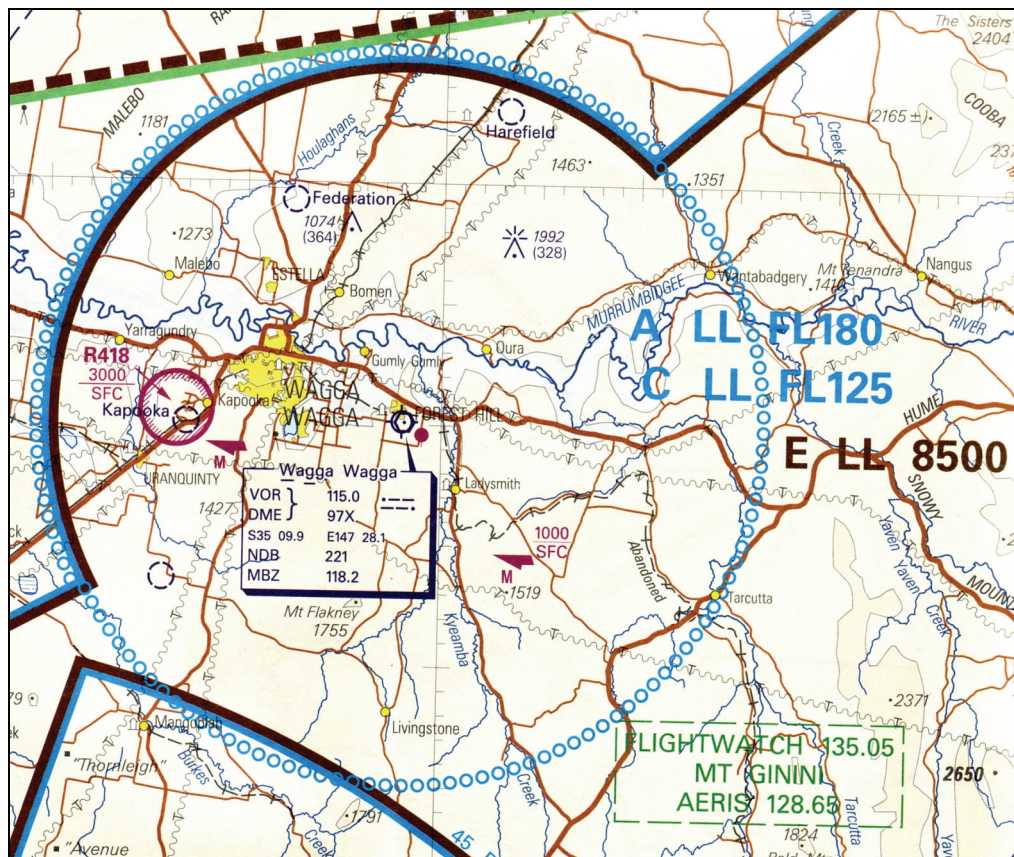 The Sisters
2404
MALEBO
1181
Houlaghans
Harefield
Creek
(2165 ±)
COOBA
1463
1351
Federation
1074
(364)
1992
(328)
1273
Malebo
ESTELLA
Bomen
Wantabadgery
Mt Tenandra
1410
Nangus
MURRUMBIDGEE
RIVER
Yarragundry
Gumly Gumly
Oura
A LL FL180
R418
3000
SFC
C LL FL125
Kapooka
Kapooka
WAGGA
WAGGA
FOREST HILL
HUME
M
E LL 8500
URANQUINTY
Wagga Wagga
VOR
DME
115.0
97X
S35 09.9 E147 28.1
NDB 221
MBZ 118.2
Ladysmith
1427
SNOWY
1000
SFC
M
Abandoned
Yaven Yaven
Creek
MOUNT
1519
Tarcutta
Mt Flakney
1755
Kyeamba
Creek
2371
Mangoplah
Livingstone
"Thornleigh"
Burkes
Creek
FLIGHTWATCH 135.05
MT GININI
AERIS 128.65
2650
1791
45
Tarcutta
Creek
1824
"Avenue